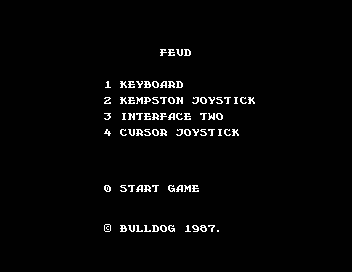 FEUD
1 KEYBOARD
2 KEMPSTON JOYSTICK
3 INTERFACE TWO
4 CURSOR JOYSTICK
0 START GAME
© BULLDOG 1987.